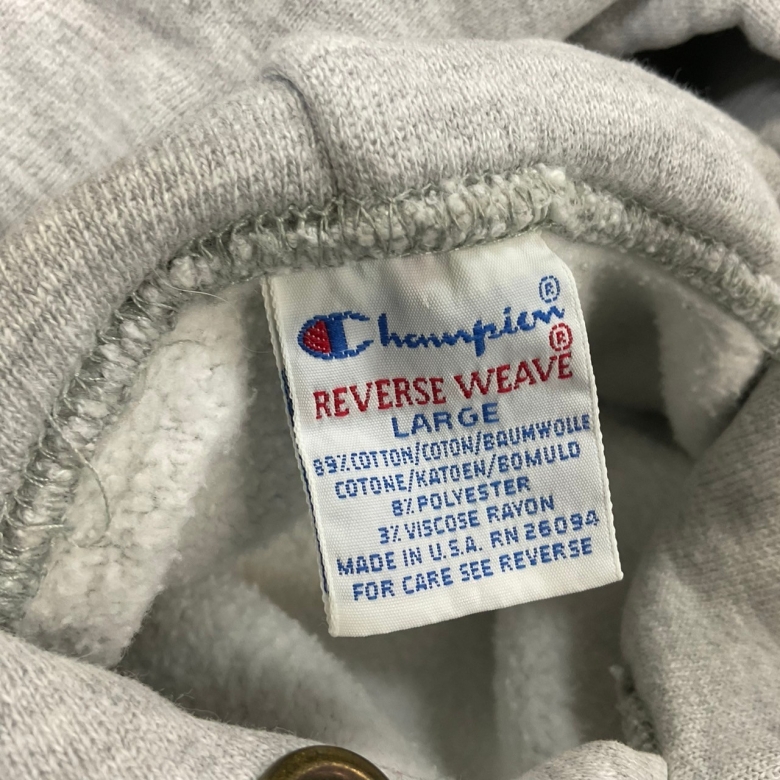 Champion®
REVERSE WEAVE®
LARGE
89%COTTON/COTON/BAUMWOLLE
COTONE/KATOEN/BOMULD
8% POLYESTER
3% VISCOSE RAYON
MADE IN U.S.A. RN 26094
FOR CARE SEE REVERSE